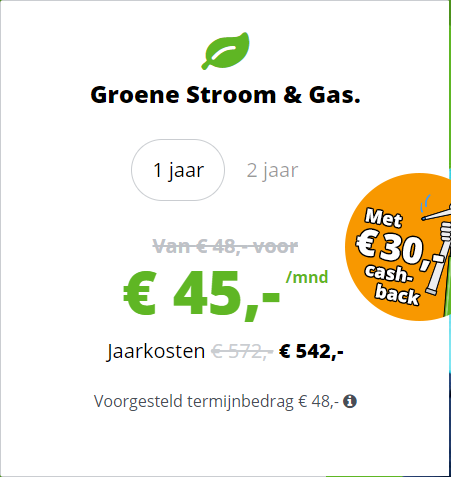 Groene Stroom & Gas.
1 jaar 2 jaar
Van € 48,- voor
€ 45,- /mnd
Met
€ 30,-
cash-
back
Jaarkosten € 572,- € 542,-
Voorgesteld termijnbedrag € 48,-